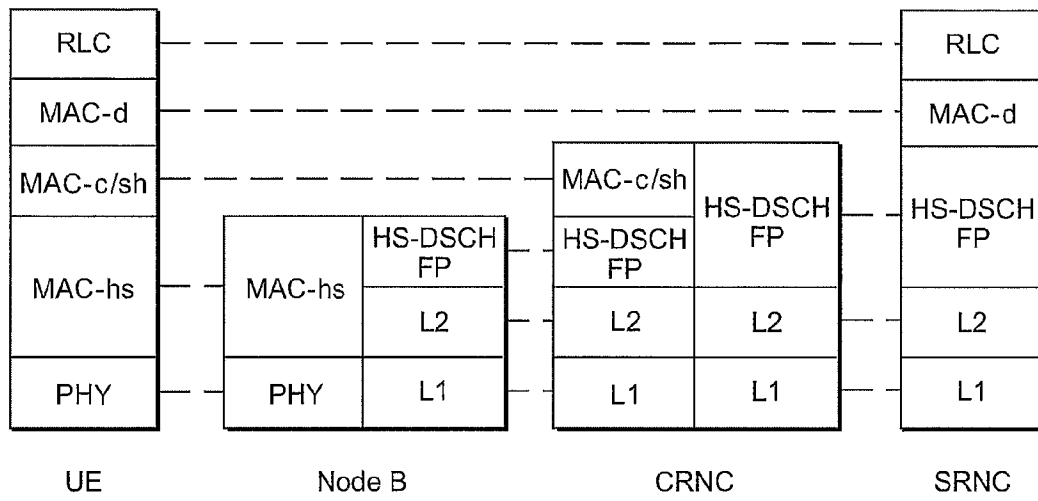 RLC
RLC
MAC-d
MAC-d
MAC-c/sh
MAC-c/sh
HS-DSCH
FP
HS-DSCH
FP
MAC-hs
MAC-hs
HS-DSCH
FP
HS-DSCH
FP
L2
L2
L2
L2
PHY
PHY
L1
L1
L1
L1
UE
Node B
CRNC
SRNC